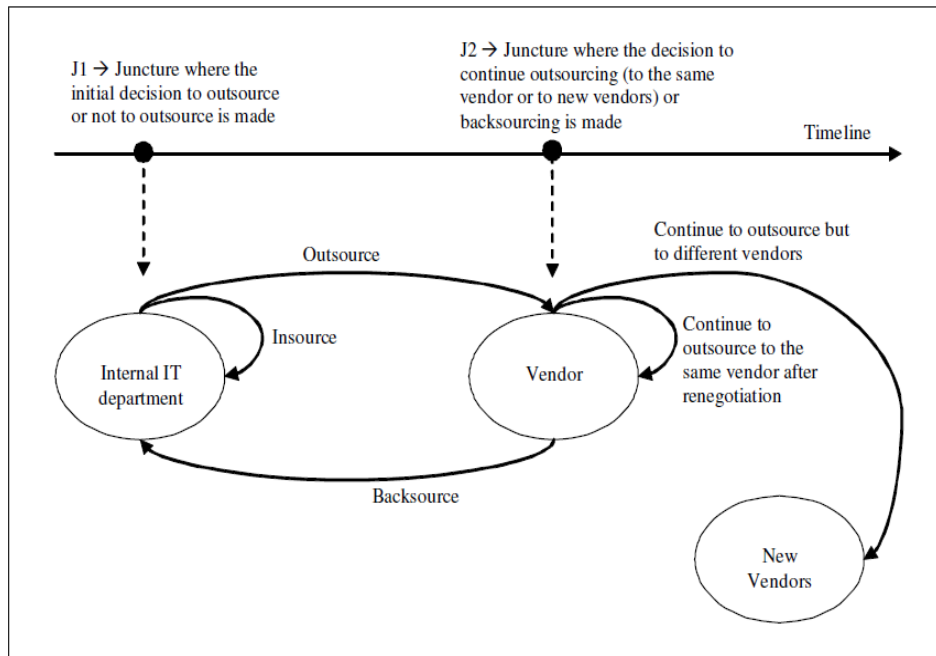 J1 → Juncture where the
initial decision to outsource
or not to outsource is made
J2 → Juncture where the decision to
continue outsourcing (to the same
vendor or to new vendors) or
backsourcing is made
Timeline
Outsource
Continue to outsource but
to different vendors
Insource
Continue to
outsource to the
same vendor after
renegotiation
Internal IT
department
Vendor
Backsource
New
Vendors